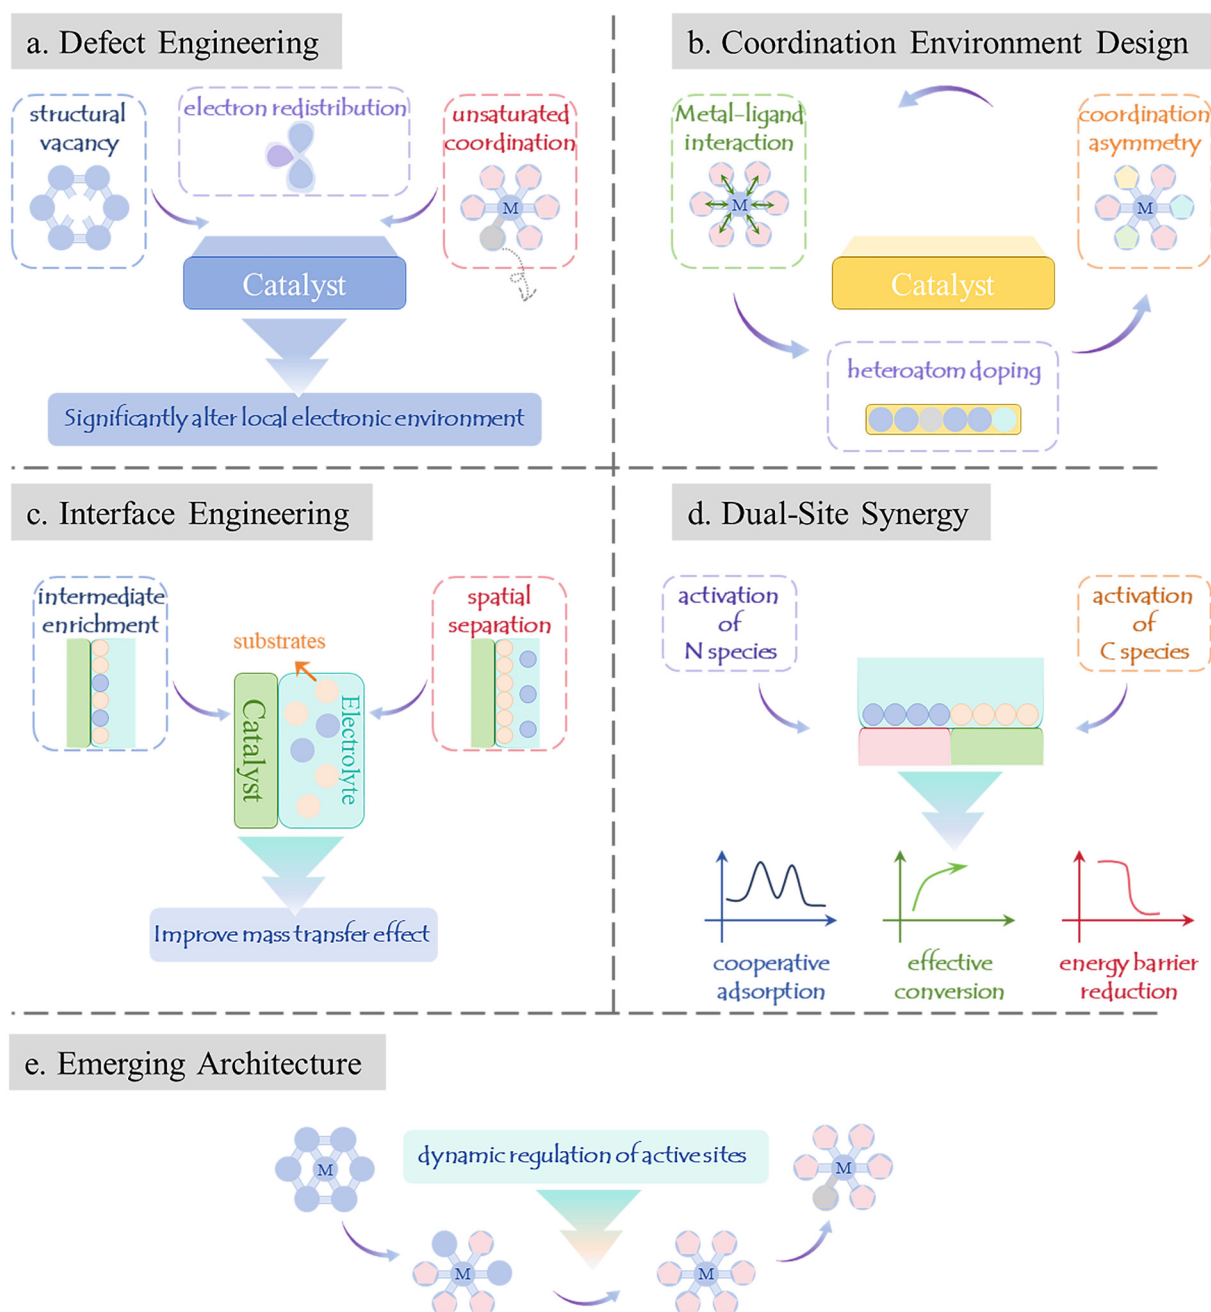 a. Defect Engineering
structural
vacancy
electron redistribution
unsaturated
coordination
M
Catalyst
Significantly alter local electronic environment
b. Coordination Environment Design
Metal-ligand
interaction
M
coordination
asymmetry
M
Catalyst
heteroatom doping
c. Interface Engineering
intermediate
enrichment
substrates
spatial
separation
Catalyst
Electrolyte
Improve mass transfer effect
d. Dual-Site Synergy
activation
of
N species
activation
of
C species
cooperative
adsorption
effective
conversion
energy barrier
reduction
e. Emerging Architecture
M
dynamic regulation of active sites
M
M
M